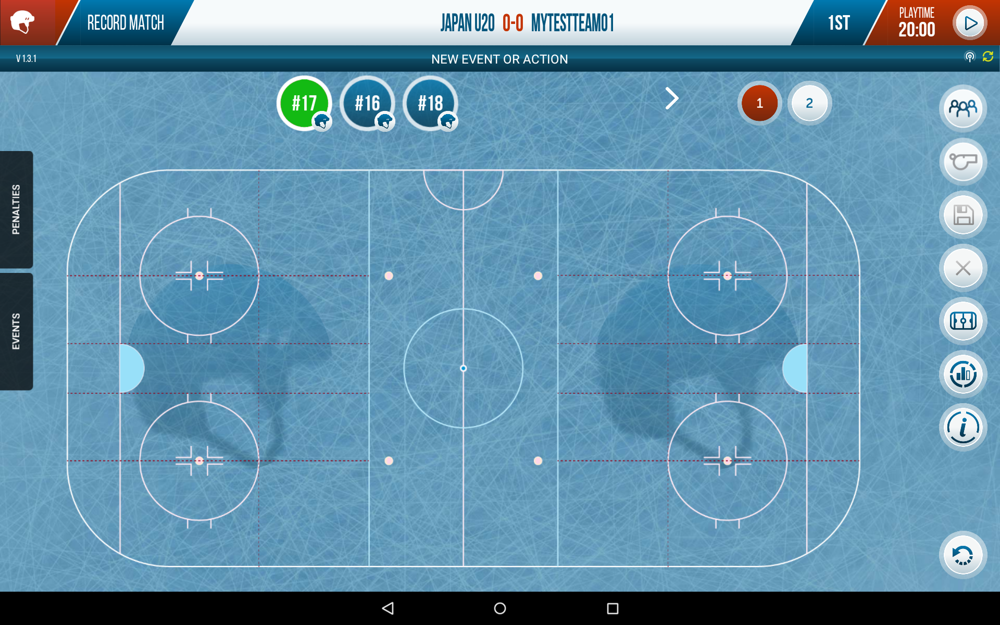 RECORD MATCH
JAPAN U20 0-0 MYTESTTEAM01
1ST
PLAYTIME
20:00
V 1.3.1
NEW EVENT OR ACTION
#17
#16
#18
1
2
PENALTIES
EVENTS
i